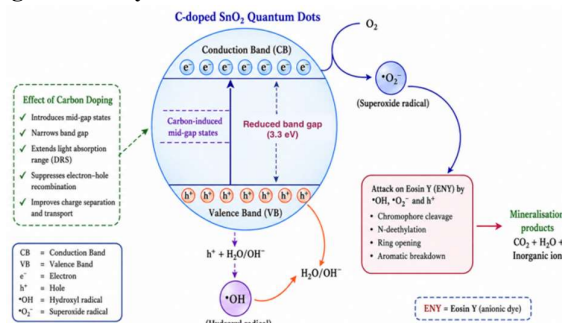 C-doped SnO₂ Quantum Dots
Conduction Band (CB)
e⁻ e⁻ e⁻ e⁻ e⁻ e⁻ e⁻
O₂
•O₂⁻
(Superoxide radical)
Effect of Carbon Doping
✓ Introduces mid-gap states
✓ Narrows band gap
✓ Extends light absorption
range (DRS)
✓ Suppresses electron–hole
recombination
✓ Improves charge separation
and transport
Carbon-induced
mid-gap states
Reduced band gap
(3.3 eV)
h⁺ h⁺ h⁺ h⁺ h⁺ h⁺ h⁺
Valence Band (VB)
h⁺ + H₂O/OH⁻
H₂O/OH⁻
•OH
(Hydroxyl radical)
Attack on Eosin Y (ENY) by
•OH, •O₂⁻ and h⁺
• Chromophore cleavage
• N-deethylation
• Ring opening
• Aromatic breakdown
Mineralisation
products
CO₂ + H₂O +
Inorganic ion
CB = Conduction Band
VB = Valence Band
e⁻ = Electron
h⁺ = Hole
•OH = Hydroxyl radical
•O₂⁻ = Superoxide radical
ENY = Eosin Y (anionic dye)